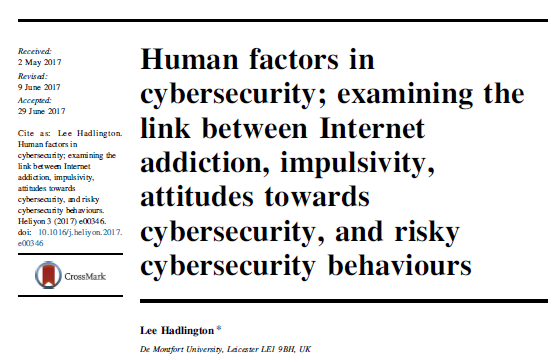 Received:
2 May 2017
Revised:
9 June 2017
Accepted:
29 June 2017
Cite as: Lee Hadlington.
Human factors in
cybersecurity; examining the
link between Internet
addiction, impulsivity,
attitudes towards
cybersecurity, and risky
cybersecurity behaviours.
Heliyon 3 (2017) e00346.
doi: 10.1016/j.heliyon.2017.
e00346
CrossMark
Human factors in
cybersecurity; examining the
link between Internet
addiction, impulsivity,
attitudes towards
cybersecurity, and risky
cybersecurity behaviours
Lee Hadlington *
De Montfort University, Leicester LE1 9BH, UK